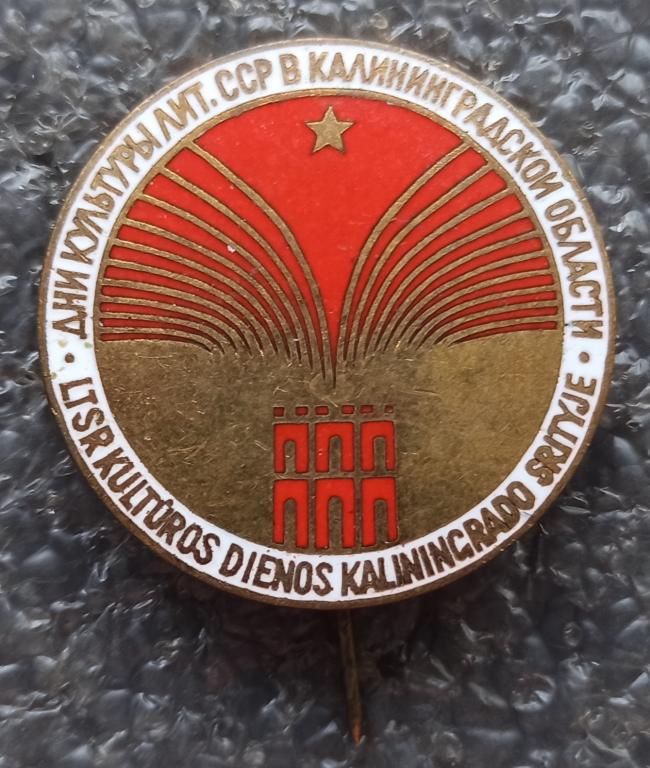 ДНИ КУЛЬТУРЫ ЛИТ. ССР В КАЛИНИНГРАДСКОЙ ОБЛАСТИ
LTSR KULTŪROS DIENOS KALININGRADO SRITYJE